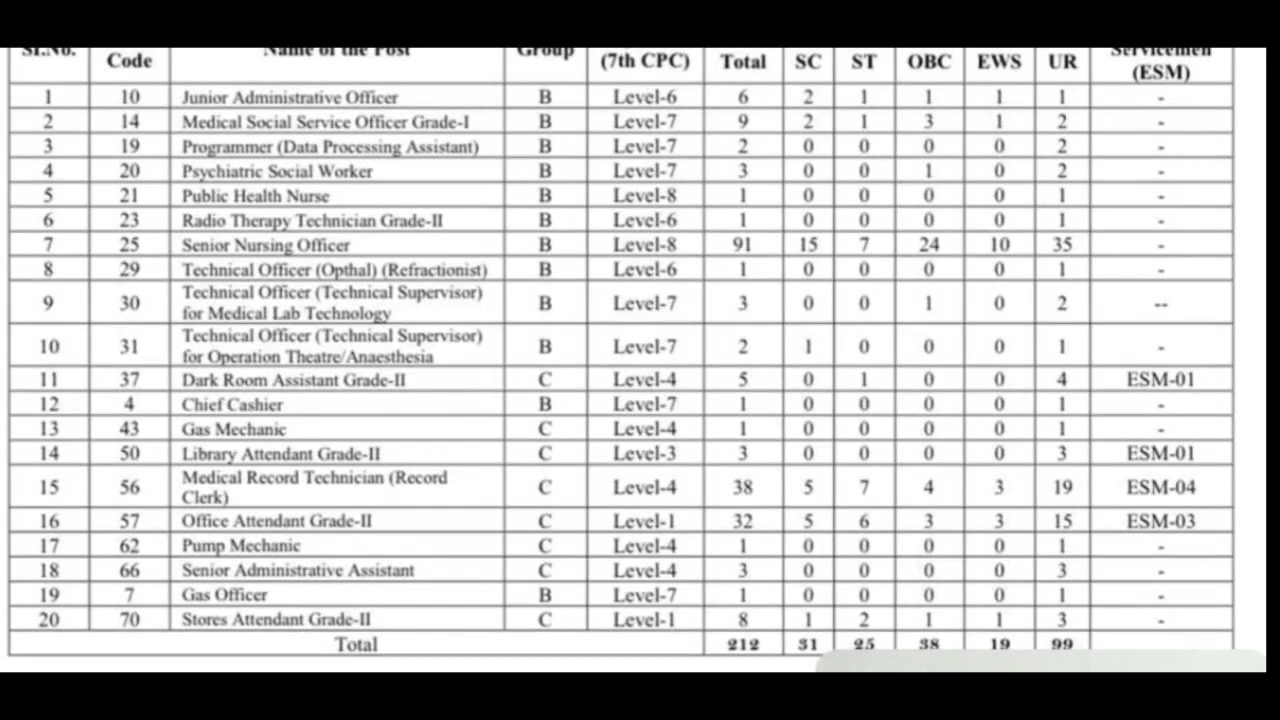 Sl.No. Code Name of the Post Group (7th CPC) Total SC ST OBC EWS UR Servicemen (ESM)
1 10 Junior Administrative Officer B Level-6 6 2 1 1 1 1 -
2 14 Medical Social Service Officer Grade-I B Level-7 9 2 1 3 1 2 -
3 19 Programmer (Data Processing Assistant) B Level-7 2 0 0 0 0 2 -
4 20 Psychiatric Social Worker B Level-7 3 0 0 1 0 2 -
5 21 Public Health Nurse B Level-8 1 0 0 0 0 1 -
6 23 Radio Therapy Technician Grade-II B Level-6 1 0 0 0 0 1 -
7 25 Senior Nursing Officer B Level-8 91 15 7 24 10 35 -
8 29 Technical Officer (Opthal) (Refractionist) B Level-6 1 0 0 0 0 1 -
9 30 Technical Officer (Technical Supervisor) for Medical Lab Technology B Level-7 3 0 0 1 0 2 --
10 31 Technical Officer (Technical Supervisor) for Operation Theatre/Anaesthesia B Level-7 2 1 0 0 0 1 -
11 37 Dark Room Assistant Grade-II C Level-4 5 0 1 0 0 4 ESM-01
12 4 Chief Cashier B Level-7 1 0 0 0 0 1 -
13 43 Gas Mechanic C Level-4 1 0 0 0 0 1 -
14 50 Library Attendant Grade-II C Level-3 3 0 0 0 0 3 ESM-01
15 56 Medical Record Technician (Record Clerk) C Level-4 38 5 7 4 3 19 ESM-04
16 57 Office Attendant Grade-II C Level-1 32 5 6 3 3 15 ESM-03
17 62 Pump Mechanic C Level-4 1 0 0 0 0 1 -
18 66 Senior Administrative Assistant C Level-4 3 0 0 0 0 3 -
19 7 Gas Officer B Level-7 1 0 0 0 0 1 -
20 70 Stores Attendant Grade-II C Level-1 8 1 2 1 1 3 -
Total 212 31 25 38 19 99